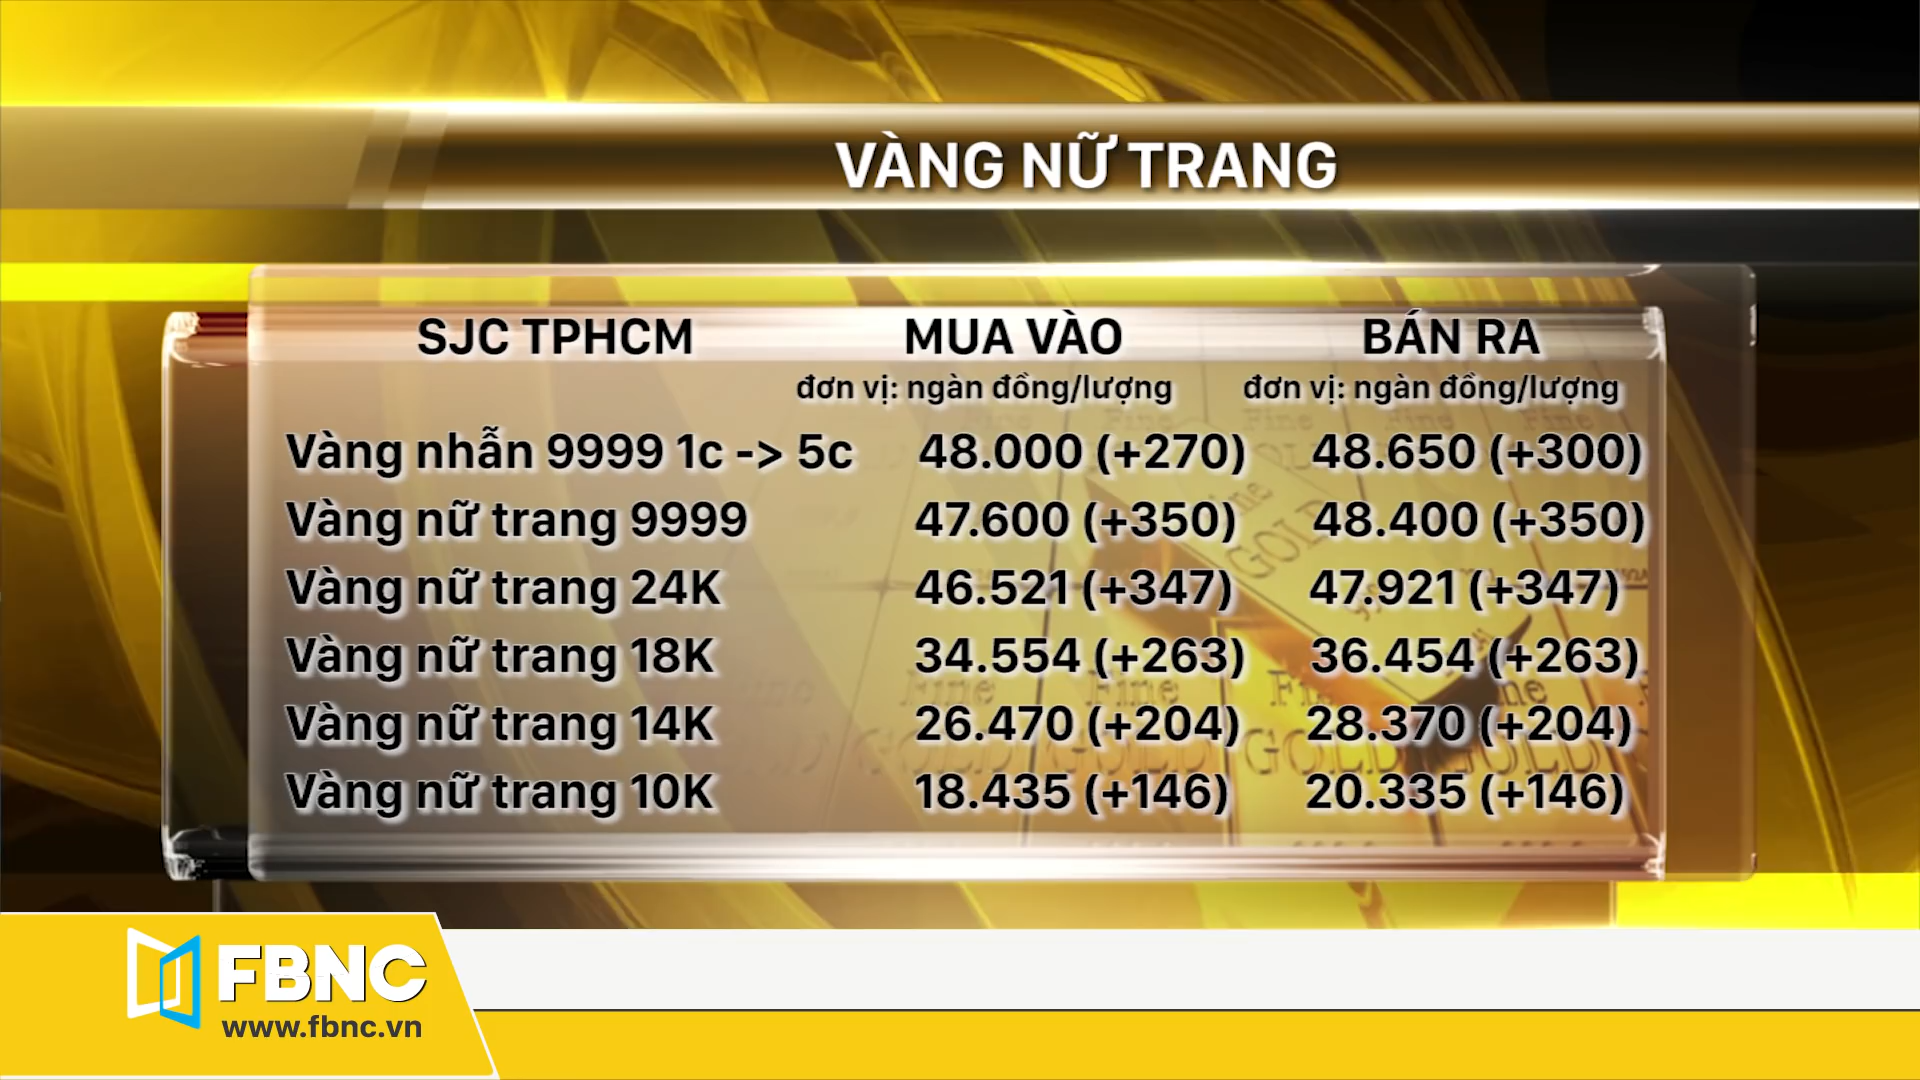 VÀNG NỮ TRANG
SJC TPHCM MUA VÀO BÁN RA
đơn vị: ngàn đồng/lượng đơn vị: ngàn đồng/lượng
Vàng nhẫn 9999 1c -> 5c 48.000 (+270) 48.650 (+300)
Vàng nữ trang 9999 47.600 (+350) 48.400 (+350)
Vàng nữ trang 24K 46.521 (+347) 47.921 (+347)
Vàng nữ trang 18K 34.554 (+263) 36.454 (+263)
Vàng nữ trang 14K 26.470 (+204) 28.370 (+204)
Vàng nữ trang 10K 18.435 (+146) 20.335 (+146)
FBNC
www.fbnc.vn